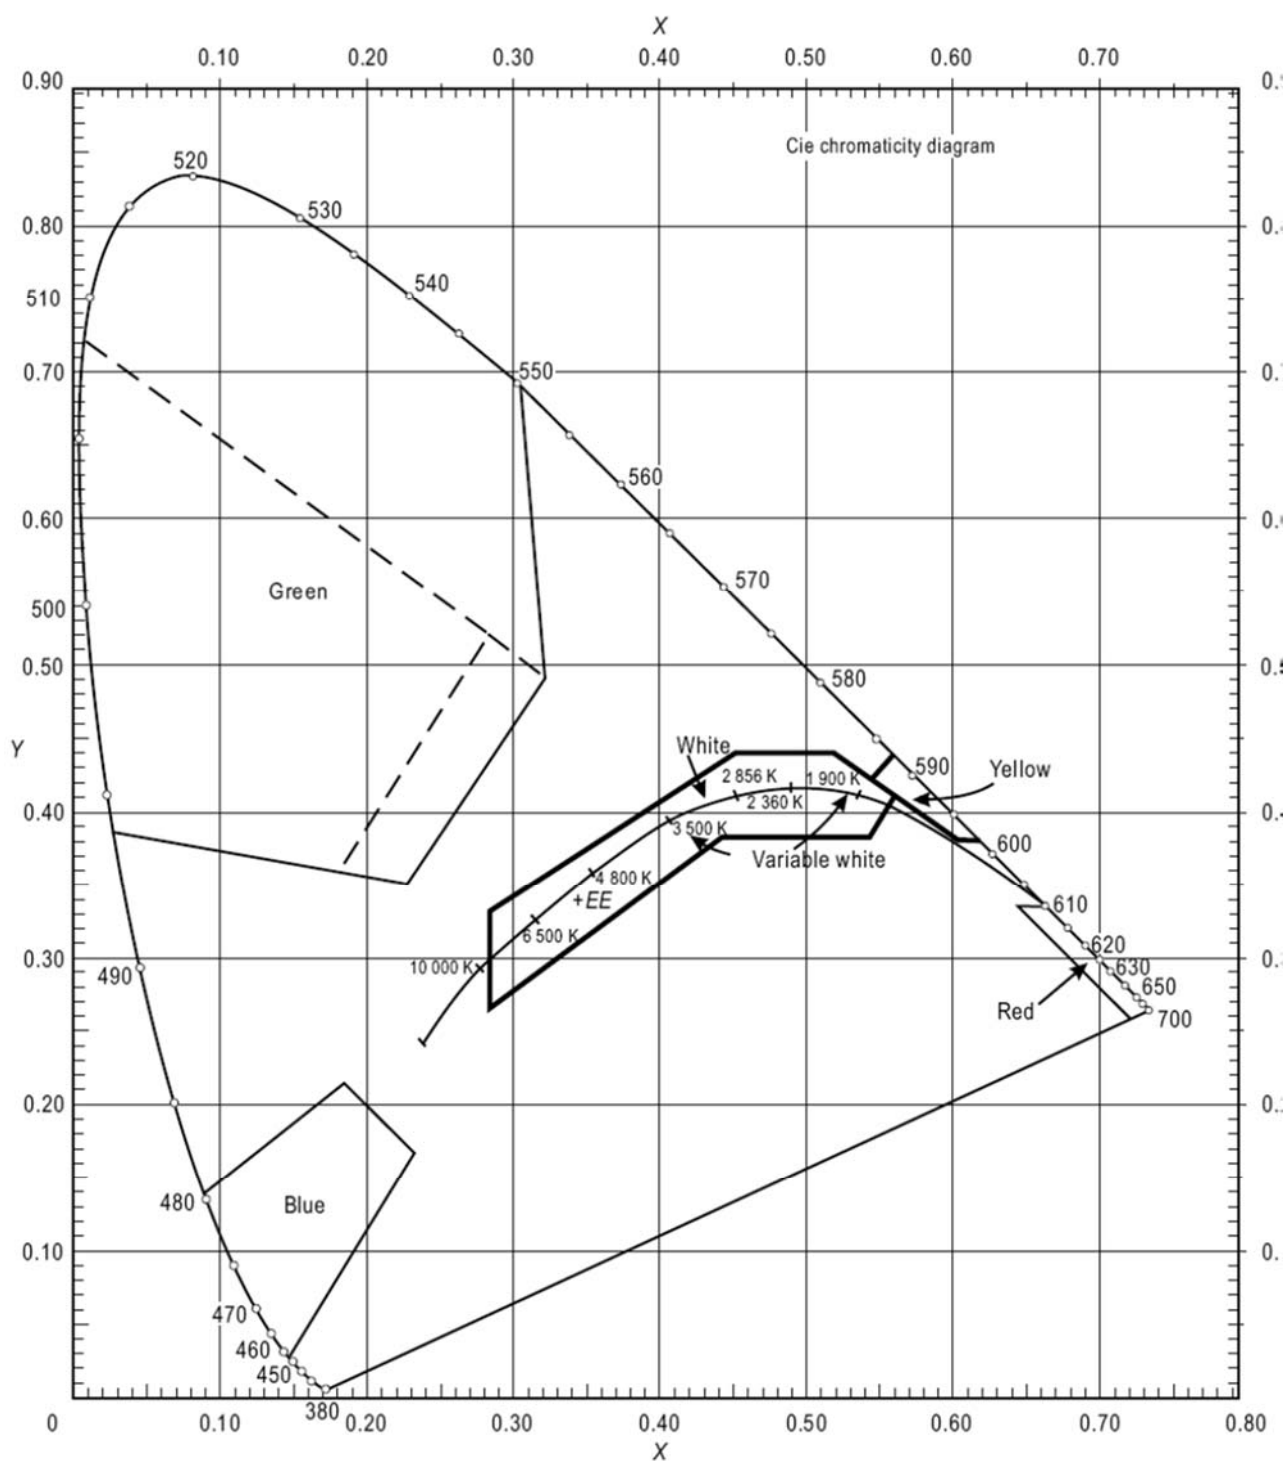 X
0.10 0.20 0.30 0.40 0.50 0.60 0.70
0.90
Cie chromaticity diagram
520
530
0.80
540
510
0.70
550
560
0.60
570
Green
500
0.50
580
Y
White
590
Yellow
2 856 K
1 900 K
2 360 K
0.40
3 500 K
600
Variable white
4 800 K
+EE
610
6 500 K
620
0.30
490
10 000 K
630
650
Red
700
0.20
480
Blue
0.10
470
460
450
380
0 0.10 0.20 0.30 0.40 0.50 0.60 0.70 0.80
X